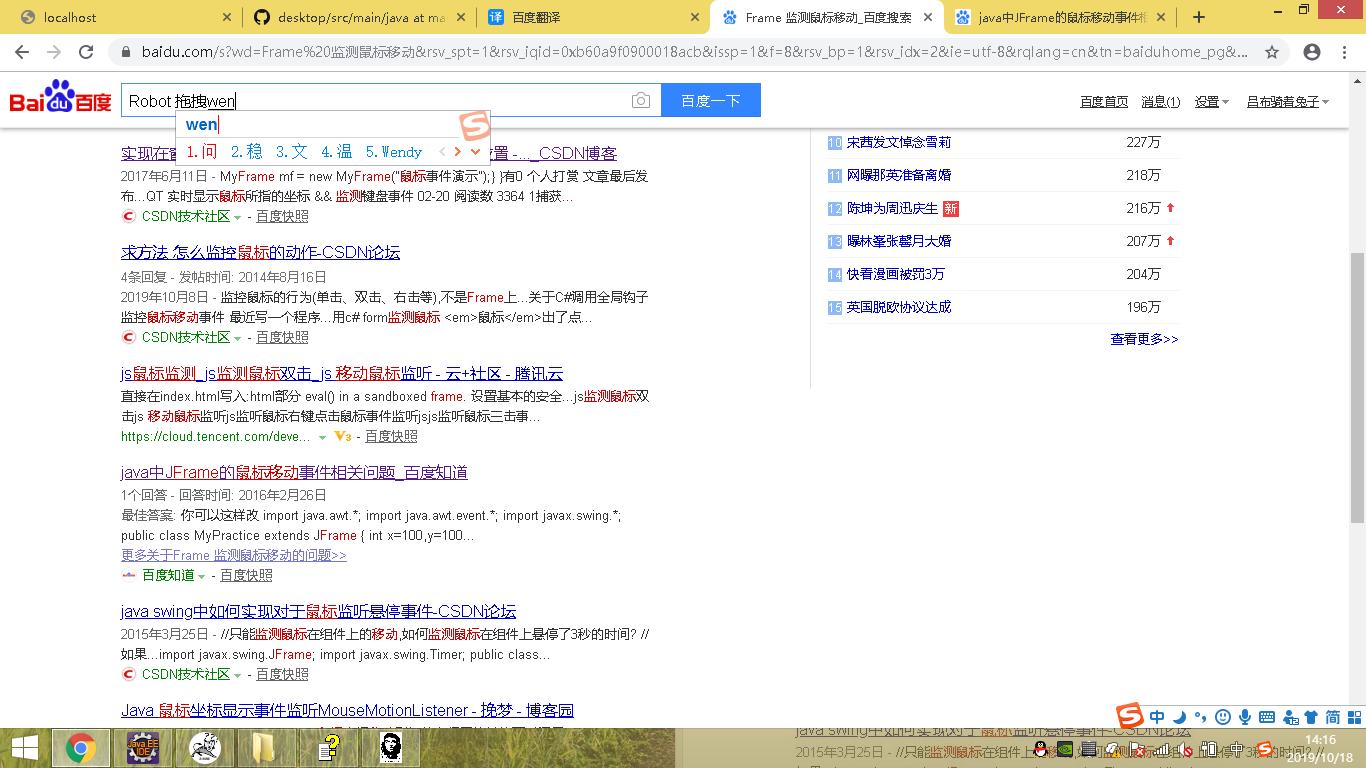 localhost
desktop/src/main/java at ma
译 百度翻译
Frame 监测鼠标移动_百度搜索
java中JFrame的鼠标移动事件相
baidu.com/s?wd=Frame%20监测鼠标移动&rsv_spt=1&rsv_iqid=0xb60a9f0900018acb&issp=1&f=8&rsv_bp=1&rsv_idx=2&ie=utf-8&rqlang=cn&tn=baiduhome_pg&...
Bai du 百度
Robot 拖拽wen
百度一下
百度首页 消息(1) 设置 吕布骑着兔子
wen
1.问 2.稳 3.文 4.温 5.Wendy
实现在窗
置 -..._CSDN博客
2017年6月11日 - MyFrame mf = new MyFrame("鼠标事件演示");} }有0 个人打赏 文章最后发
布...QT 实时显示鼠标所指的坐标 && 监测键盘事件 02-20 阅读数 3364 1捕获...
CSDN技术社区 - 百度快照
求方法 怎么监控鼠标的动作-CSDN论坛
4条回复 - 发帖时间: 2014年8月16日
2019年10月8日 - 监控鼠标的行为(单击、双击、右击等),不是Frame上...关于C#调用全局钩子
监控鼠标移动事件 最近写一个程序...用c# form监测鼠标 <em>鼠标</em>出了点...
CSDN技术社区 - 百度快照
js鼠标监测_js监测鼠标双击_js 移动鼠标监听 - 云+社区 - 腾讯云
直接在index.html写入:html部分 eval() in a sandboxed frame. 设置基本的安全...js监测鼠标双
击js 移动鼠标监听js监听鼠标右键点击鼠标事件监听jsjs监听鼠标三击事...
https://cloud.tencent.com/deve... V3 - 百度快照
java中JFrame的鼠标移动事件相关问题_百度知道
1个回答 - 回答时间: 2016年2月26日
最佳答案: 你可以这样改 import java.awt.*; import java.awt.event.*; import javax.swing.*;
public class MyPractice extends JFrame { int x=100,y=100...
更多关于Frame 监测鼠标移动的问题>>
百度知道 - 百度快照
java swing中如何实现对于鼠标监听悬停事件-CSDN论坛
2015年3月25日 - //只能监测鼠标在组件上的移动,如何监测鼠标在组件上悬停了3秒的时间? //
如果...import javax.swing.JFrame; import javax.swing.Timer; public class...
CSDN技术社区 - 百度快照
Java 鼠标坐标显示事件监听MouseMotionListener - 挽梦 - 博客园
10 宋茜发文悼念雪莉 227万
11 网曝那英准备离婚 218万
12 陈坤为周迅庆生 新 216万
13 曝林峯张馨月大婚 207万
14 快看漫画被罚3万 204万
15 英国脱欧协议达成 196万
查看更多>>
中 简
java swing中如何实现对于鼠标监听悬停事件-CSDN论坛
Java EE
IDE
中
14:16
2019/10/18